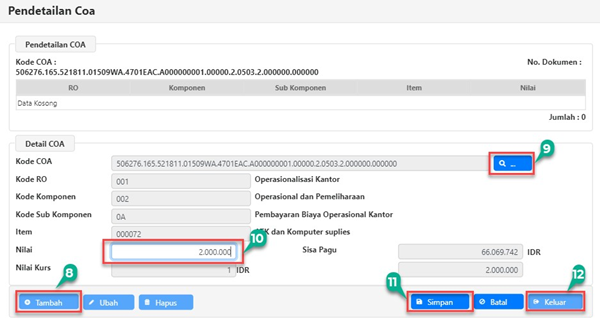 Pendetailan Coa
Pendetailan COA
Kode COA : No. Dokumen :
506276.165.521811.01509WA.4701EAC.A000000001.00000.2.0503.2.000000.000000
RO Komponen Sub Komponen Item Nilai
Data Kosong
Jumlah : 0
Detail COA
9
Kode COA 506276.165.521811.01509WA.4701EAC.A000000001.00000.2.0503.2.000000.000000 ...
Kode RO 001 Operasionalisasi Kantor
Kode Komponen 002 Operasional dan Pemeliharaan
Kode Sub Komponen 0A Pembayaran Biaya Operasional Kantor
Item 000072 dan Komputer suplies
10
Nilai 2.000.000 Sisa Pagu 66.069.742 IDR
Nilai Kurs 1 IDR 2.000.000
8 11 12
Tambah Ubah Hapus Simpan Batal Keluar